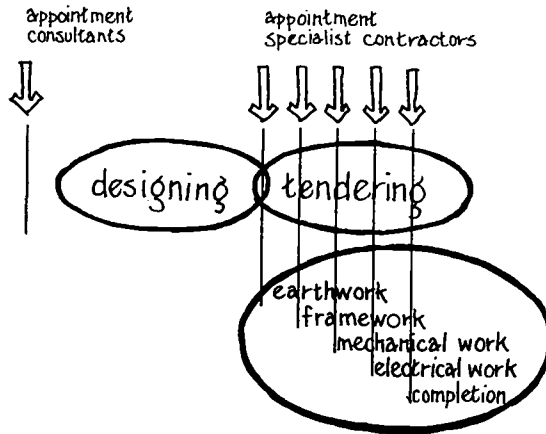 appointment
consultants
appointment
specialist contractors
designing
tendering
earthwork
framework
mechanical work
electrical work
completion